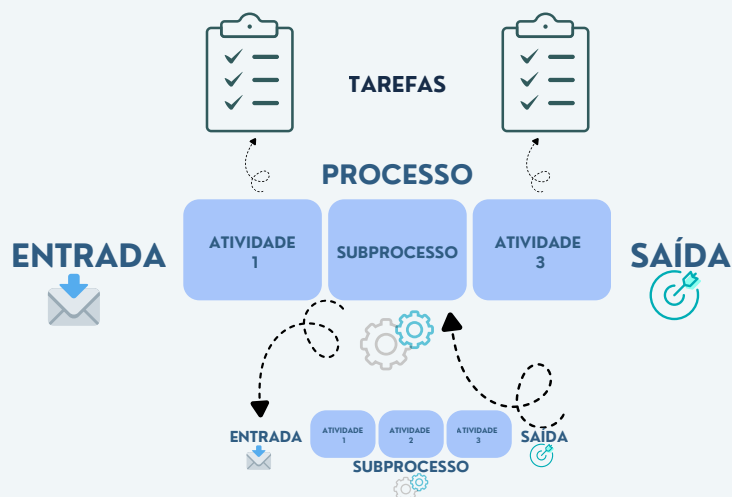 TAREFAS
PROCESSO
ENTRADA
ATIVIDADE
1
SUBPROCESSO
ATIVIDADE
3
SAÍDA
ENTRADA
ATIVIDADE
1
ATIVIDADE
2
ATIVIDADE
3
SAÍDA
SUBPROCESSO